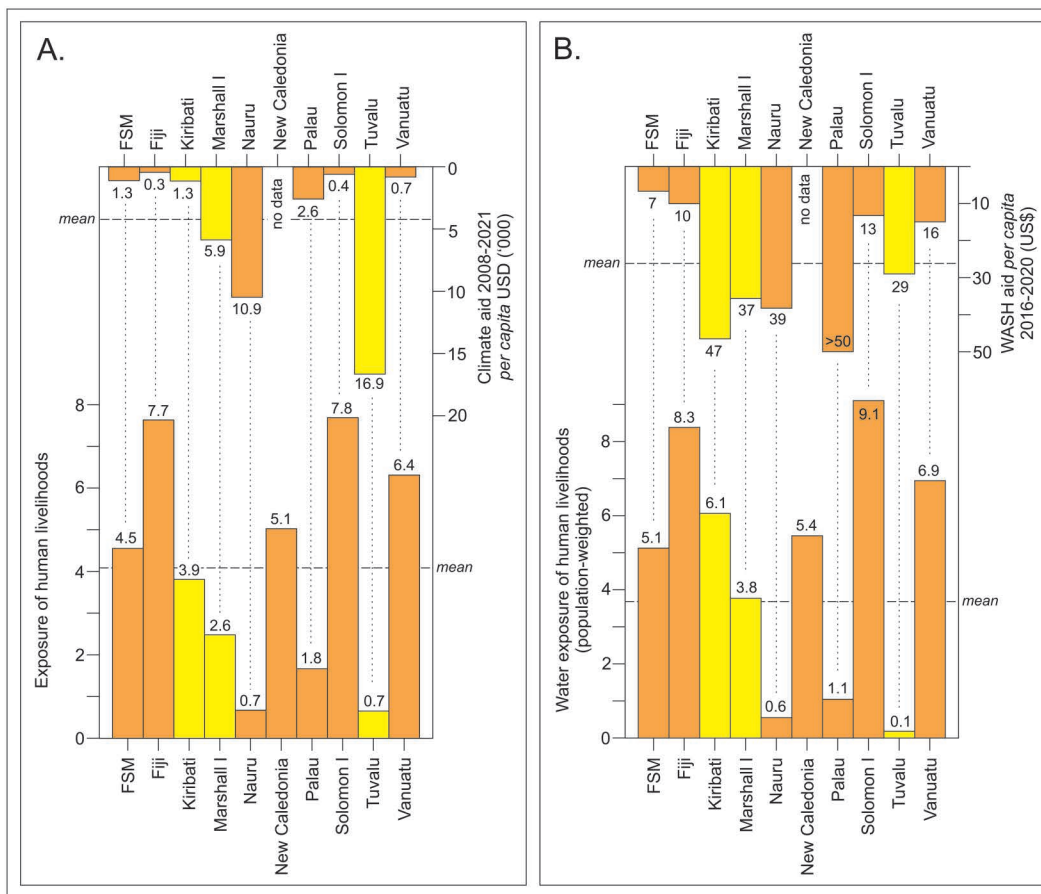 A.
FSM
Fiji
Kiribati
Marshall I
Nauru
New Caledonia
Palau
Solomon I
Tuvalu
Vanuatu
0
5
10
15
20
Climate aid 2008-2021
per capita USD ('000
mean
1.3
0.3
1.3
5.9
10.9
no data
2.6
0.4
16.9
0.7
8
6
4
2
0
Exposure of human livelihoods
mean
4.5
7.7
3.9
2.6
0.7
5.1
1.8
7.8
0.7
6.4
FSM
Fiji
Kiribati
Marshall I
Nauru
New Caledonia
Palau
Solomon I
Tuvalu
Vanuatu
B.
FSM
Fiji
Kiribati
Marshall I
Nauru
New Caledonia
Palau
Solomon I
Tuvalu
Vanuatu
10
30
50
WASH aid per capita
2016-2020 (US$)
mean
7
10
47
37
39
no data
>50
13
29
16
8
6
4
2
0
Water exposure of human livelihoods
(population-weighted)
mean
5.1
8.3
6.1
3.8
0.6
5.4
1.1
9.1
0.1
6.9
FSM
Fiji
Kiribati
Marshall I
Nauru
New Caledonia
Palau
Solomon I
Tuvalu
Vanuatu